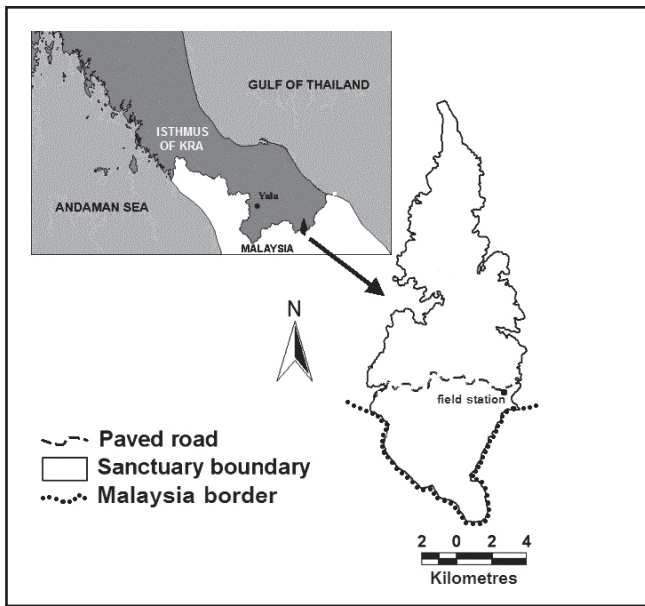 GULF OF THAILAND
ISTHMUS
OF KRA
Yala
ANDAMAN SEA
MALAYSIA
N
field station
Paved road
Sanctuary boundary
Malaysia border
2 0 2 4
Kilometres